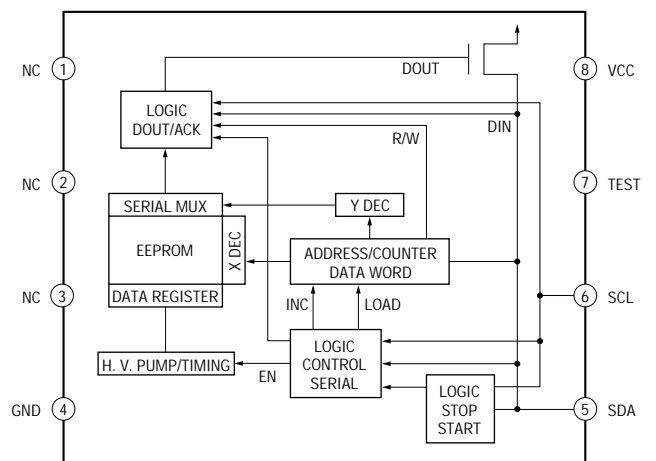 NC 1
DOUT
8 VCC
LOGIC
DOUT/ACK
DIN
R/W
NC 2
7 TEST
SERIAL MUX
Y DEC
EEPROM
X DEC
ADDRESS/COUNTER
DATA WORD
NC 3
DATA REGISTER
INC
LOAD
6 SCL
H. V. PUMP/TIMING
EN
LOGIC
CONTROL
SERIAL
LOGIC
STOP
START
GND 4
5 SDA